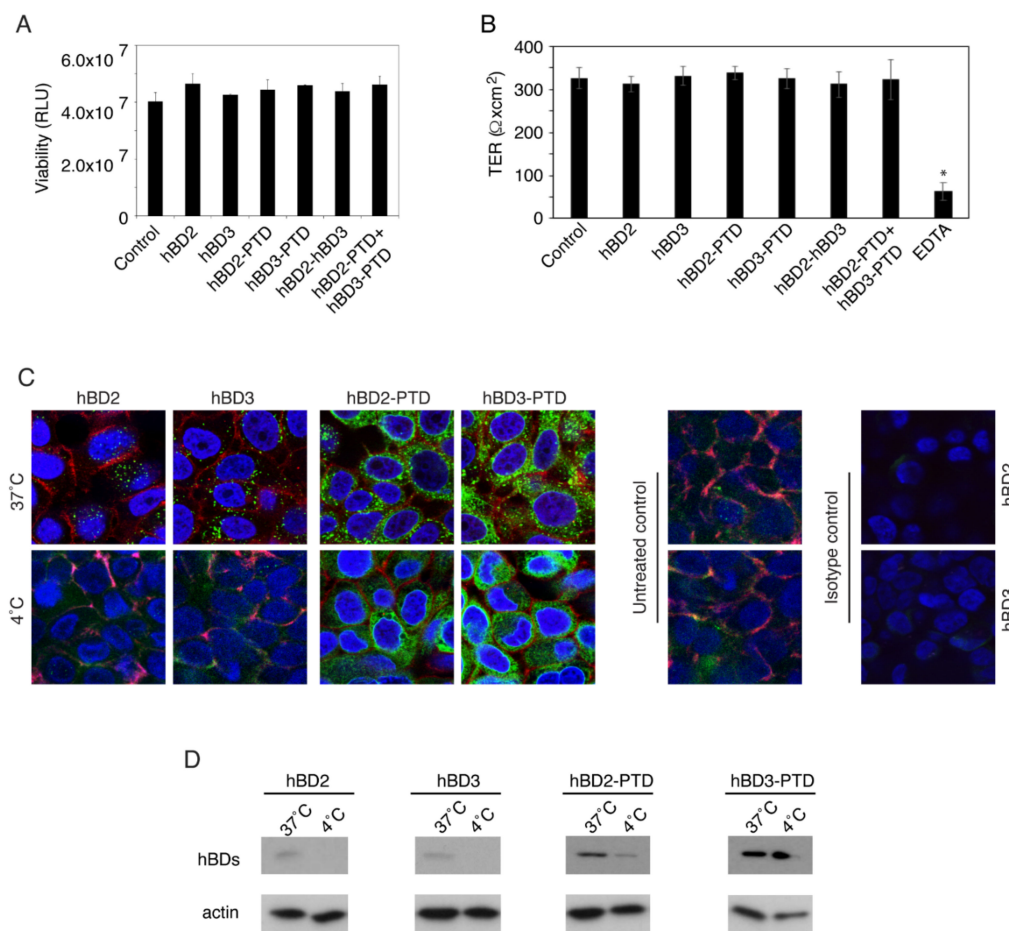 A
Viability (RLU)
6.0x10 7
4.0x10 7
2.0x10 7
0
Control
hBD2
hBD3
hBD2-PTD
hBD3-PTD
hBD2-hBD3
hBD2-PTD+
hBD3-PTD
B
TER (Ωxcm2)
400
300
200
100
0
*
Control
hBD2
hBD3
hBD2-PTD
hBD3-PTD
hBD2-hBD3
hBD2-PTD+
hBD3-PTD
EDTA
C
hBD2
hBD3
hBD2-PTD
hBD3-PTD
37°C
4°C
Untreated control
Isotype control
hBD2
hBD3
D
hBD2
hBD3
hBD2-PTD
hBD3-PTD
37°C
4°C
37°C
4°C
37°C
4°C
37°C
4°C
hBDs
actin